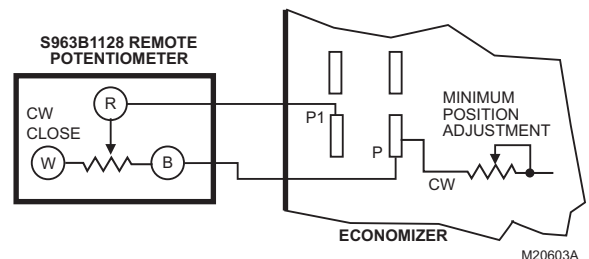 S963B1128 REMOTE
POTENTIOMETER
CW
CLOSE
R
W
B
P1
P
MINIMUM
POSITION
ADJUSTMENT
CW
ECONOMIZER
M20603A